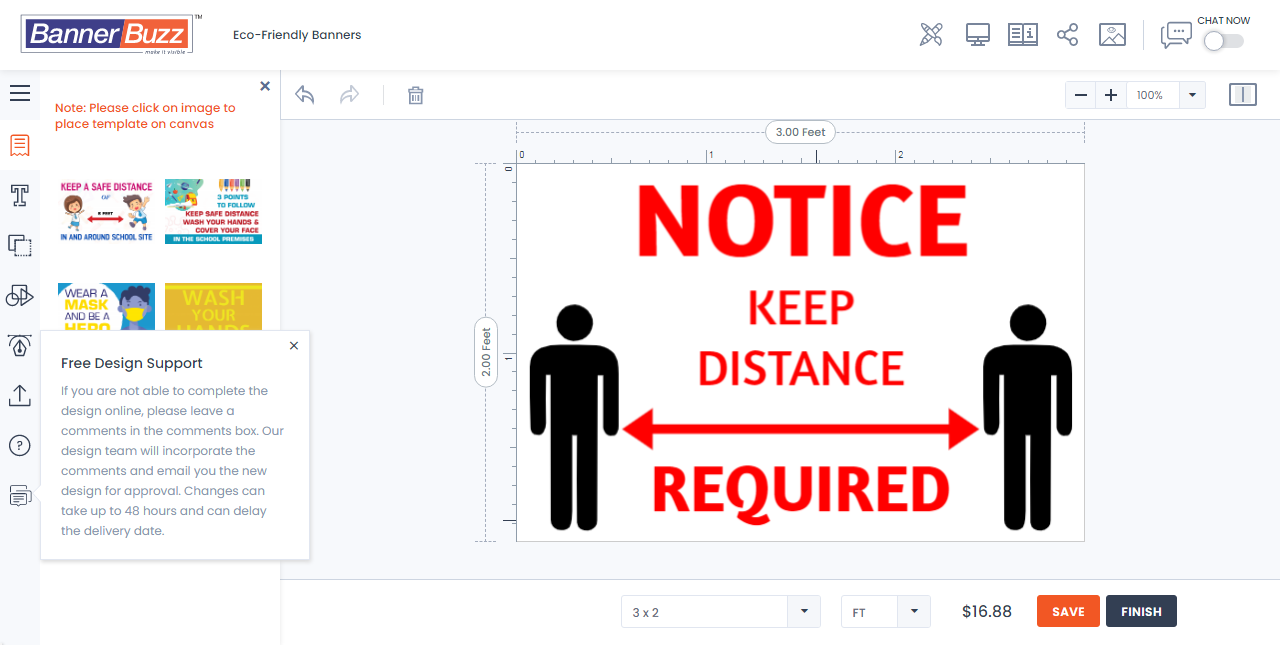 BannerBuzz™
make it visible
Eco-Friendly Banners
CHAT NOW
Note: Please click on image to
place template on canvas
100%
3.00 Feet
0 1 2
0
1
2.00 Feet
KEEP A SAFE DISTANCE
6 FEET
IN AND AROUND SCHOOL SITE
3 POINTS
TO FOLLOW
KEEP SAFE DISTANCE
WASH YOUR HANDS &
COVER YOUR FACE
IN THE SCHOOL PREMISES
WEAR A
MASK
AND BE A
HERO
WASH
YOUR
HANDS
Free Design Support
If you are not able to complete the
design online, please leave a
comments in the comments box. Our
design team will incorporate the
comments and email you the new
design for approval. Changes can
take up to 48 hours and can delay
the delivery date.
NOTICE
KEEP
DISTANCE
REQUIRED
3 x 2
FT
$16.88
SAVE
FINISH